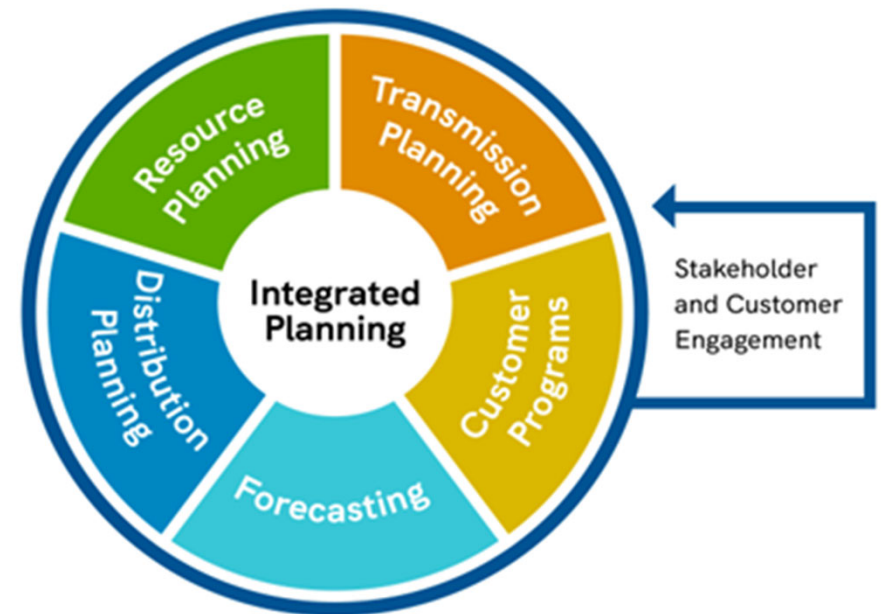 Resource
Planning
Transmission
Planning
Distribution
Planning
Integrated
Planning
Customer
Programs
Forecasting
Stakeholder
and Customer
Engagement